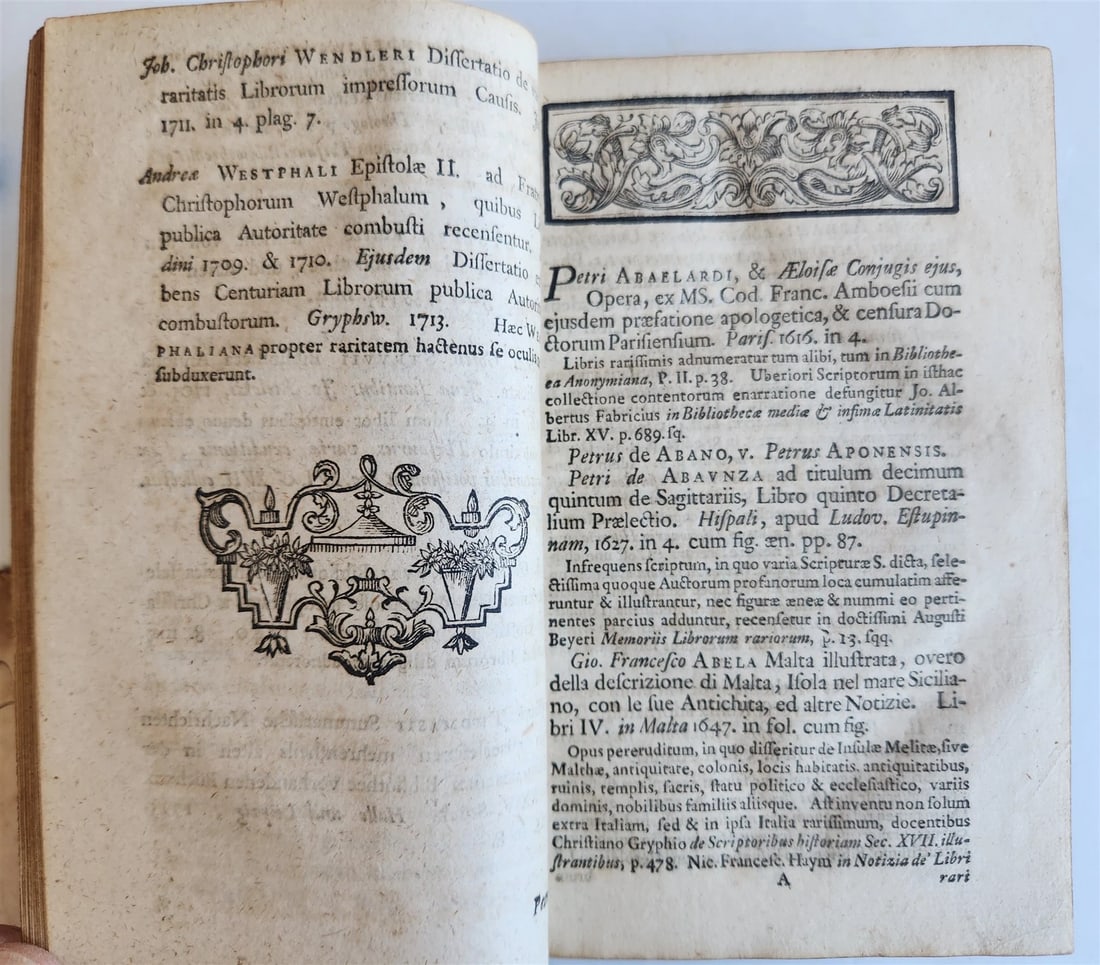 Joh. Chriſtophori WENDLERI Diſſertatio de
raritatis Librorum impreſſorum Cauſis.
1711. in 4. plag. 7.
Andreæ WESTPHALI Epiſtolæ II. ad
Chriſtophorum Weſtphalum, quibus
publica Autoritate combuſti recenſentur.
dini 1709. & 1710. Ejusdem Diſſertatio
bens Centuriam Librorum publica
combuſtorum. Gryphsw. 1713. Hæc
PHALIANA propter raritatem hactenus ſe
ſubduxerunt.
Petri ABAELARDI, & Æloiſæ Conjugis ejus,
Opera, ex MS. Cod. Franc. Amboeſii cum
ejusdem præfatione apologetica, & cenſura Do-
ctorum Pariſienſium. Pariſ. 1616. in 4.
Libris rariſſimis adnumeratur tum alibi, tum in Bibliothe-
ca Anonymiana, P. II. p. 38. Uberiori Scriptorum in iſthac
collectione contentorum enarratione defungitur Jo. Al-
bertus Fabricius in Bibliothecæ mediæ & infimæ Latinitatis
Libr. XV. p. 689. ſq.
Petrus de ABANO, v. Petrus APONENSIS.
Petri de ABAVNZA ad titulum decimum
quintum de Sagittariis, Libro quinto Decreta-
lium Prælectio. Hiſpali, apud Ludov. Eſtupin-
nam, 1627. in 4. cum fig. æn. pp. 87.
Infrequens ſcriptum, in quo varia Scripturæ S. dicta, ſele-
ctiſſima quoque Auctorum profanorum loca cumulatim affe-
runtur & illuſtrantur, nec figuræ æneæ & nummi eo perti-
nentes parcius adduntur, recenſetur in doctiſſimi Auguſti
Beyeri Memoriis Librorum rariorum, p. 13. ſqq.
Gio. Franceſco ABELA Malta illuſtrata, overo
della deſcrizione di Malta, Iſola nel mare Sicilia-
no, con le ſue Antichita, ed altre Notizie. Li-
bri IV. in Malta 1647. in fol. cum fig.
Opus pereruditum, in quo diſſeritur de Inſulæ Melitæ, ſive
Malthæ, antiquitate, colonis, locis habitatis. antiquitatibus,
ruinis, templis, ſacris, ſtatu politico & eccleſiaſtico, variis
dominis, nobilibus familiis aliisque. Aſt inventu non ſolum
extra Italiam, ſed & in ipſa Italia rariſſimum, docentibus
Chriſtiano Gryphio de Scriptoribus hiſtoriam Sec. XVII. illu-
ſtrantibus, p. 478. Nic. Franceſc. Haym in Notizia de' Libri
A rari